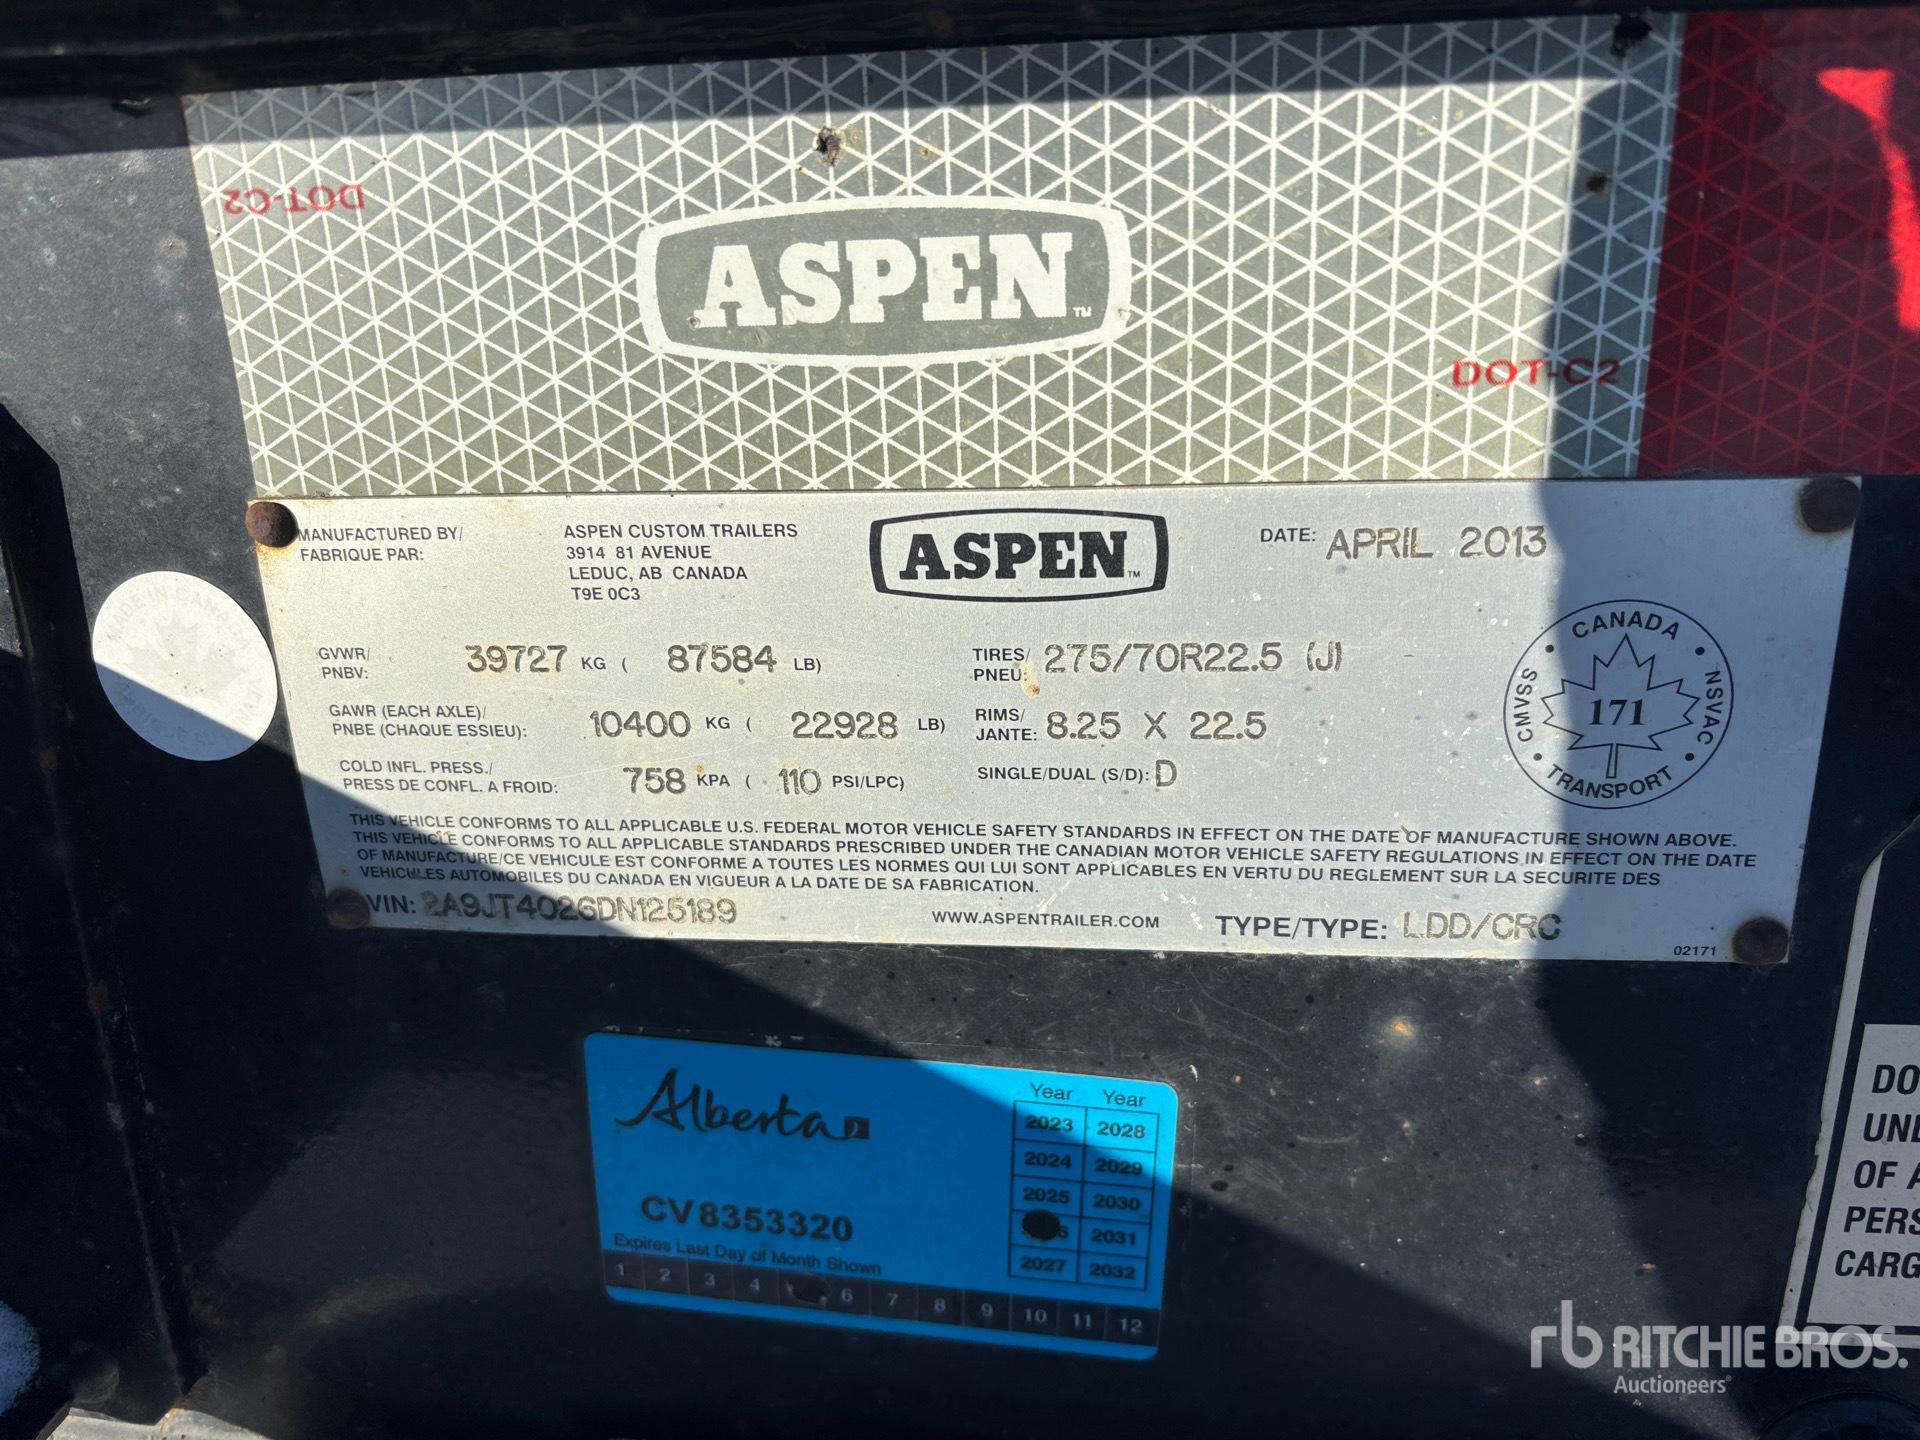 DOT-C2
ASPEN TM
DOT-C2
MANUFACTURED BY/
FABRIQUE PAR:
ASPEN CUSTOM TRAILERS
3914 81 AVENUE
LEDUC, AB CANADA
T9E 0C3
ASPEN TM
DATE: APRIL 2013
MADE IN CANADA
GVWR/
PNBV:
39727 KG ( 87584 LB)
TIRES/
PNEU:
275/70R22.5 (J)
GAWR (EACH AXLE)/
PNBE (CHAQUE ESSIEU):
10400 KG ( 22928 LB)
RIMS/
JANTE:
8.25 X 22.5
COLD INFL. PRESS./
PRESS DE CONFL. A FROID:
758 KPA ( 110 PSI/LPC)
SINGLE/DUAL (S/D): D
CANADA
CMVSS
171
NSVAC
TRANSPORT
THIS VEHICLE CONFORMS TO ALL APPLICABLE U.S. FEDERAL MOTOR VEHICLE SAFETY STANDARDS IN EFFECT ON THE DATE OF MANUFACTURE SHOWN ABOVE.
THIS VEHICLE CONFORMS TO ALL APPLICABLE STANDARDS PRESCRIBED UNDER THE CANADIAN MOTOR VEHICLE SAFETY REGULATIONS IN EFFECT ON THE DATE
OF MANUFACTURE/CE VEHICULE EST CONFORME A TOUTES LES NORMES QUI LUI SONT APPLICABLES EN VERTU DU REGLEMENT SUR LA SECURITE DES
VEHICULES AUTOMOBILES DU CANADA EN VIGUEUR A LA DATE DE SA FABRICATION.
VIN: 2A9JT4026DN125189
WWW.ASPENTRAILER.COM
TYPE/TYPE: LDD/CRC
02171
Alberta
Year Year
2023 2028
2024 2029
2025 2030
2031
2027 2032
CV8353320
Expires Last Day of Month Shown
1 2 3 4 6 7 8 9 10 11 12
DO
UN
OF A
PERS
CARG
rb RITCHIE BROS.
Auctioneers